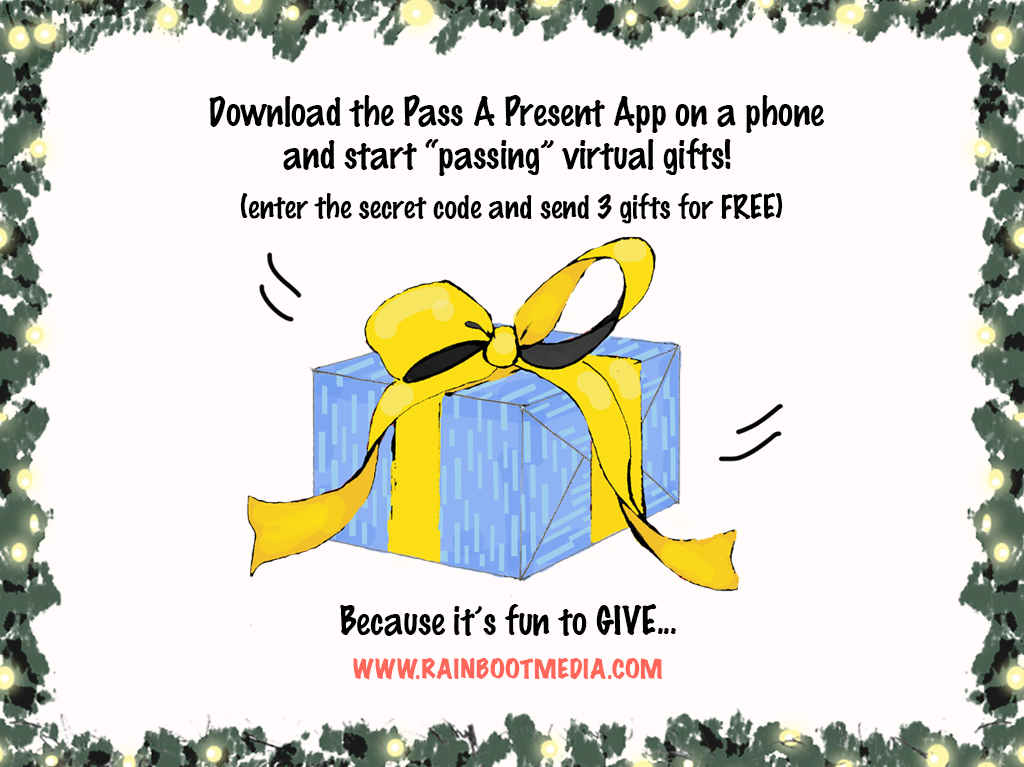 Download the Pass A Present App on a phone
and start “passing” virtual gifts!
(enter the secret code and send 3 gifts for FREE)
Because it’s fun to GIVE...
WWW.RAINBOOTMEDIA.COM